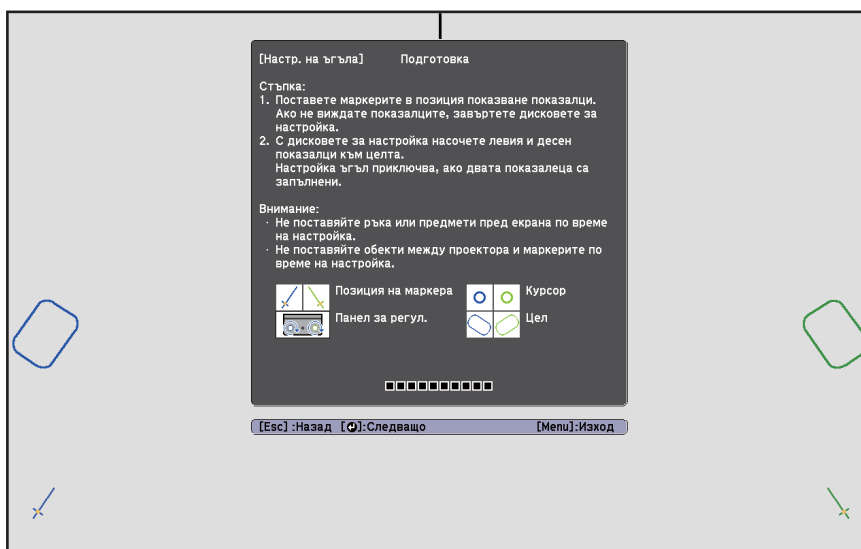 [Настр. на ъгъла] Подготовка
Стъпка:
1. Поставете маркерите в позиция показване показалци.
Ако не виждате показалците, завъртете дисковете за
настройка.
2. С дисковете за настройка насочете левия и десен
показалци към целта.
Настройка ъгъл приключва, ако двата показалеца са
запълнени.
Внимание:
· Не поставяйте ръка или предмети пред екрана по време
на настройка.
· Не поставяйте обекти между проектора и маркерите по
време на настройка.
Позиция на маркера
Курсор
Панел за регул.
Цел
[Esc] :Назад [↵]:Следващо [Menu]:Изход